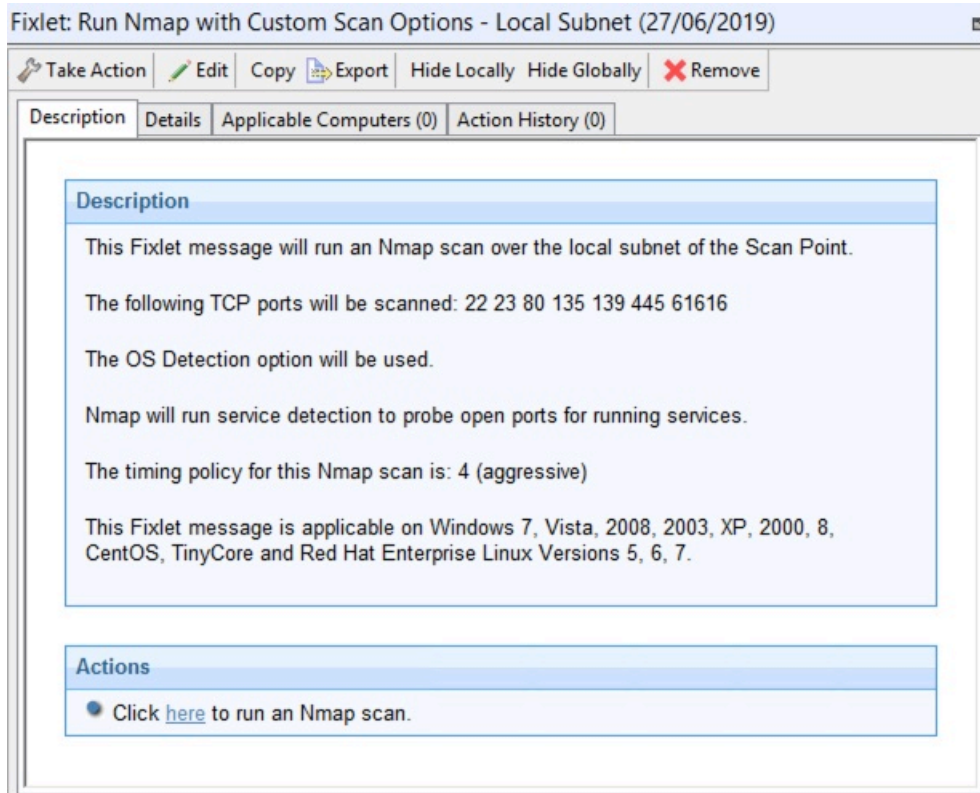 Fixlet: Run Nmap with Custom Scan Options - Local Subnet (27/06/2019)
Take Action Edit Copy Export Hide Locally Hide Globally Remove
Description Details Applicable Computers (0) Action History (0)
Description
This Fixlet message will run an Nmap scan over the local subnet of the Scan Point.
The following TCP ports will be scanned: 22 23 80 135 139 445 61616
The OS Detection option will be used.
Nmap will run service detection to probe open ports for running services.
The timing policy for this Nmap scan is: 4 (aggressive)
This Fixlet message is applicable on Windows 7, Vista, 2008, 2003, XP, 2000, 8,
CentOS, TinyCore and Red Hat Enterprise Linux Versions 5, 6, 7.
Actions
Click here to run an Nmap scan.